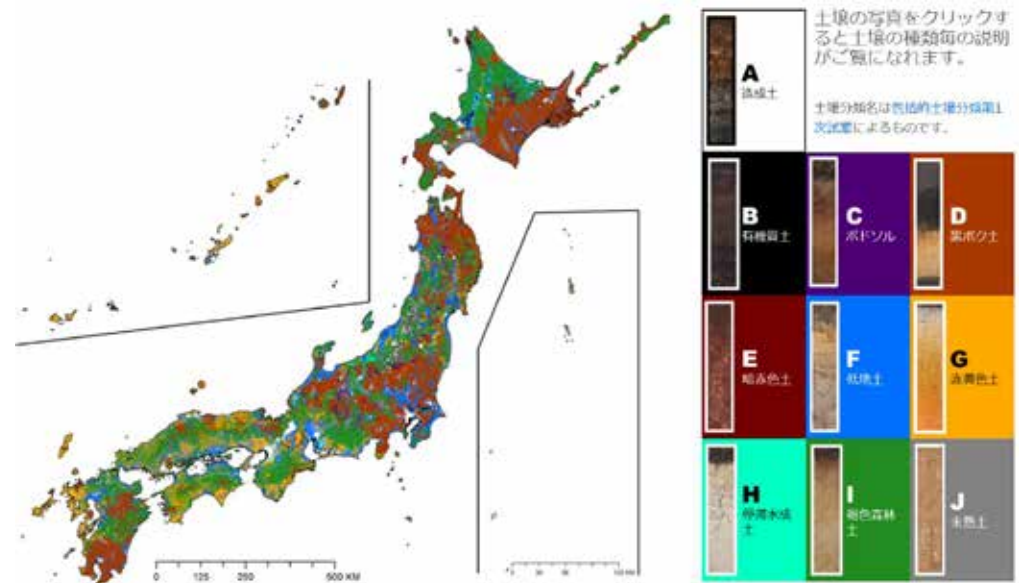 土壌の写真をクリックす
ると土壌の種類毎の説明
がご覧になれます。
土壌分類名は包括的土壌分類第1
次試案によるものです。
A
造成土
B
有機質土
C
ポドゾル
D
黒ボク土
E
暗赤色土
F
低地土
G
赤黄色土
H
停滞水成
土
I
褐色森林
土
J
未熟土
0 125 250 500 KM